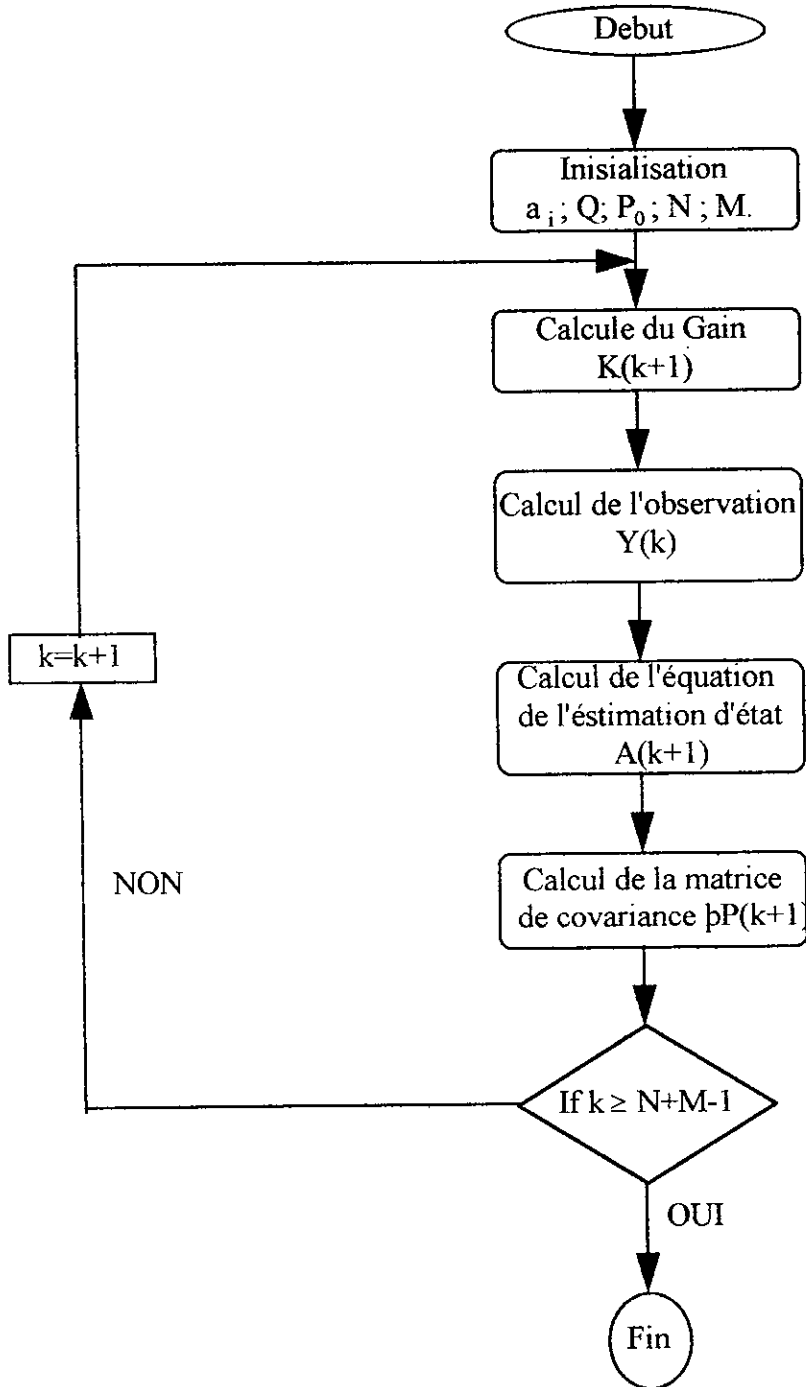 Debut
Inisialisation
a i ; Q; P0 ; N ; M.
Calcule du Gain
K(k+1)
Calcul de l'observation
Y(k)
k=k+1
Calcul de l'équation
de l'éstimation d'état
A(k+1)
Calcul de la matrice
de covariance þP(k+1)
NON
If k ≥ N+M-1
OUI
Fin